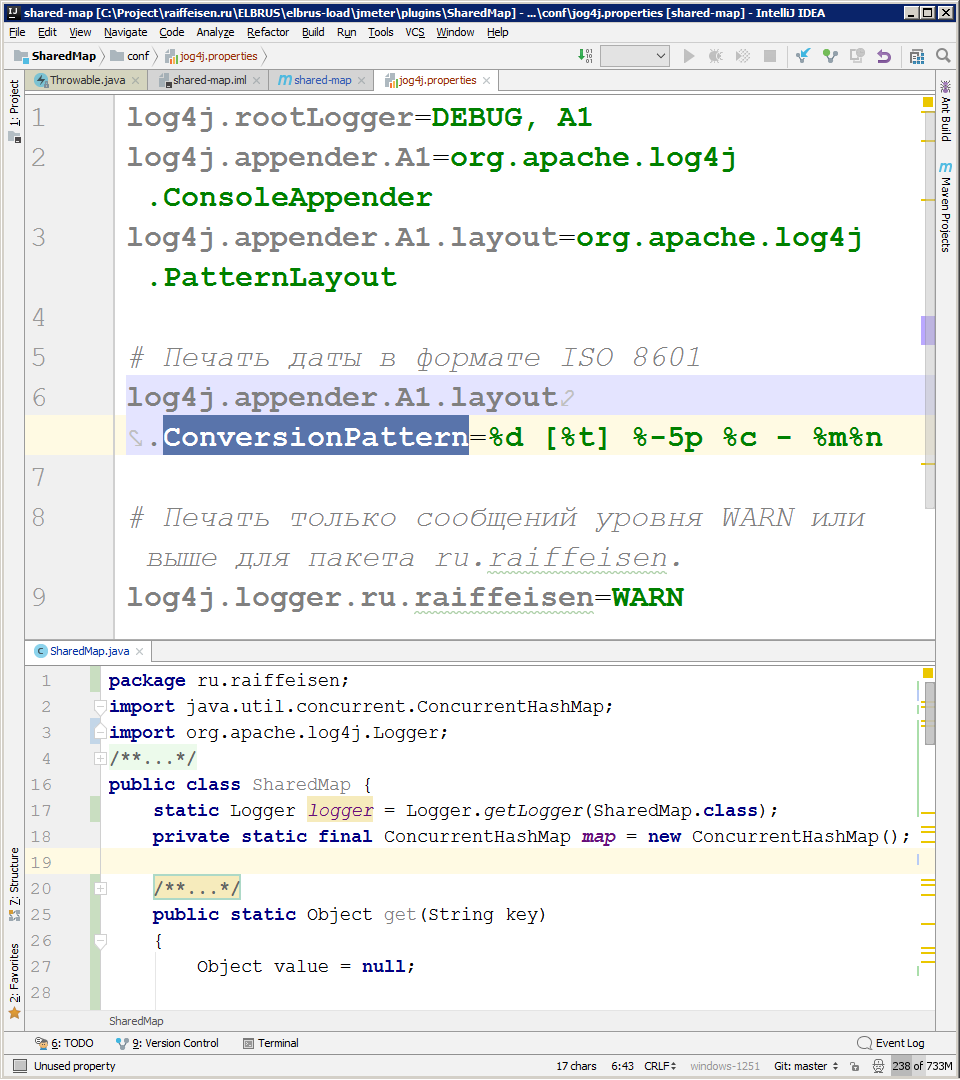 shared-map [C:\Project\raiffeisen.ru\ELBRUS\elbrus-load\jmeter\plugins\SharedMap] - ...\conf\jog4j.properties [shared-map] - IntelliJ IDEA
File Edit View Navigate Code Analyze Refactor Build Run Tools VCS Window Help
SharedMap conf jog4j.properties
Throwable.java shared-map.iml shared-map jog4j.properties
1: Project
Ant Build
Maven Projects
1 log4j.rootLogger=DEBUG, A1
2 log4j.appender.A1=org.apache.log4j
.ConsoleAppender
3 log4j.appender.A1.layout=org.apache.log4j
.PatternLayout
4
5 # Печать даты в формате ISO 8601
6 log4j.appender.A1.layout
.ConversionPattern=%d [%t] %-5p %c - %m%n
7
8 # Печать только сообщений уровня WARN или
выше для пакета ru.raiffeisen.
9 log4j.logger.ru.raiffeisen=WARN
SharedMap.java
1 package ru.raiffeisen;
2 import java.util.concurrent.ConcurrentHashMap;
3 import org.apache.log4j.Logger;
4 /**...*/
16 public class SharedMap {
17 static Logger logger = Logger.getLogger(SharedMap.class);
18 private static final ConcurrentHashMap map = new ConcurrentHashMap();
19
20 /**...*/
25 public static Object get(String key)
26 {
27 Object value = null;
28
7: Structure
2: Favorites
SharedMap
6: TODO 9: Version Control Terminal Event Log
Unused property 17 chars 6:43 CRLF windows-1251 Git: master 238 of 733M